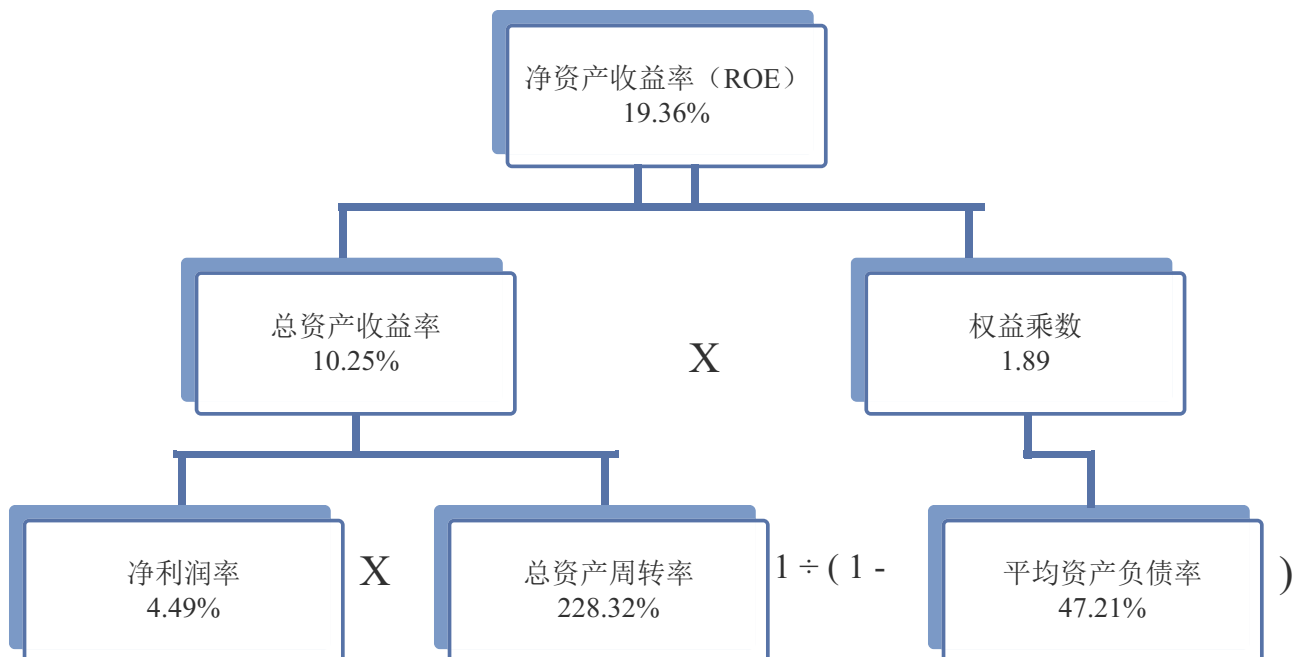 净资产收益率（ROE）
19.36%
总资产收益率
10.25%
X
权益乘数
1.89
净利润率
4.49%
X
总资产周转率
228.32%
1 ÷ ( 1 -
平均资产负债率
47.21%
)